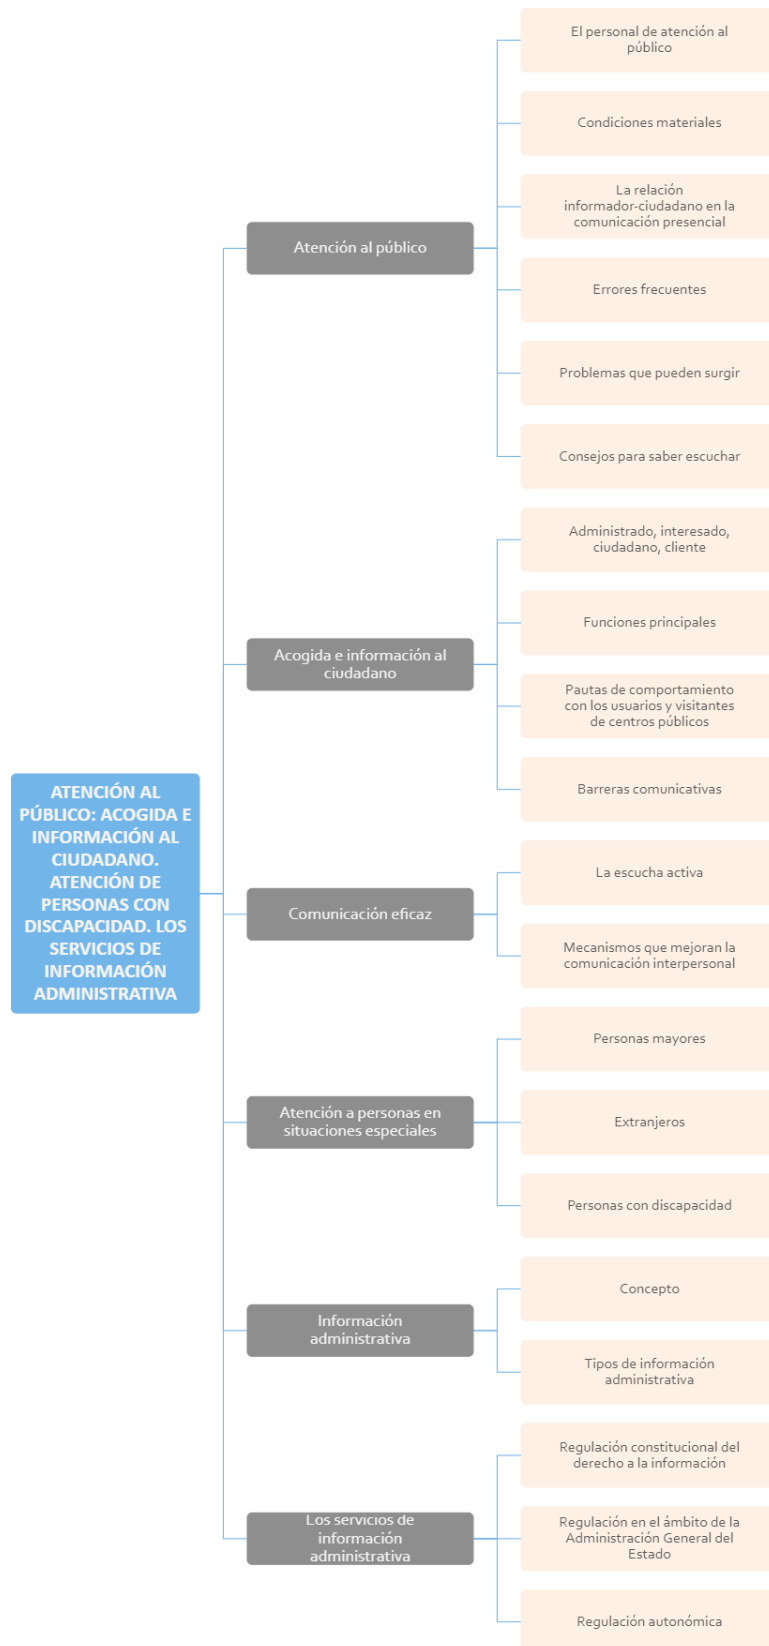 ATENCIÓN AL
PÚBLICO: ACOGIDA E
INFORMACIÓN AL
CIUDADANO.
ATENCIÓN DE
PERSONAS CON
DISCAPACIDAD. LOS
SERVICIOS DE
INFORMACIÓN
ADMINISTRATIVA
Atención al público
El personal de atención al
público
Condiciones materiales
La relación
informador-ciudadano en la
comunicación presencial
Errores frecuentes
Problemas que pueden surgir
Consejos para saber escuchar
Acogida e información al
ciudadano
Administrado, interesado,
ciudadano, cliente
Funciones principales
Pautas de comportamiento
con los usuarios y visitantes
de centros públicos
Barreras comunicativas
Comunicación eficaz
La escucha activa
Mecanismos que mejoran la
comunicación interpersonal
Atención a personas en
situaciones especiales
Personas mayores
Extranjeros
Personas con discapacidad
Información
administrativa
Concepto
Tipos de información
administrativa
Los servicios de
información
administrativa
Regulación constitucional del
derecho a la información
Regulación en el ámbito de la
Administración General del
Estado
Regulación autonómica